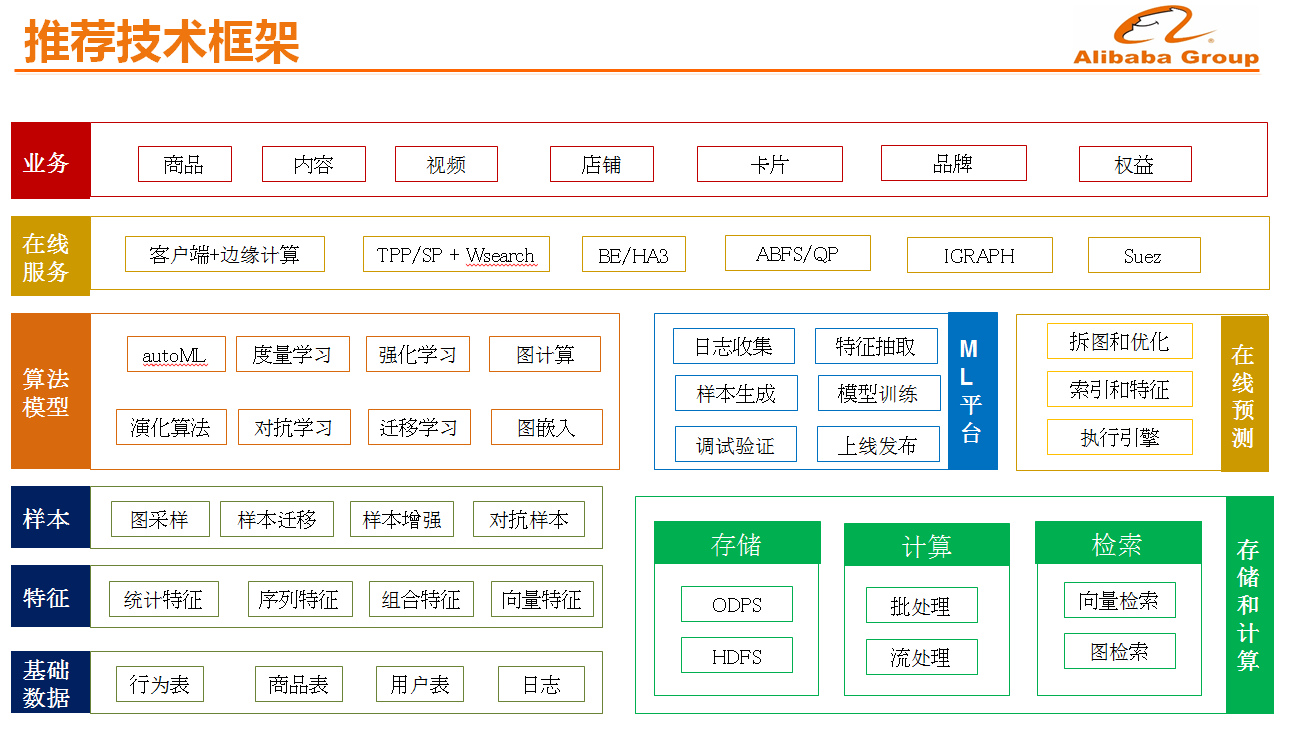 推荐技术框架
Alibaba Group
业务
商品
内容
视频
店铺
卡片
品牌
权益
在线
服务
客户端+边缘计算
TPP/SP + Wsearch
BE/HA3
ABFS/QP
IGRAPH
Suez
算法
模型
autoML
度量学习
强化学习
图计算
演化算法
对抗学习
迁移学习
图嵌入
日志收集
特征抽取
样本生成
模型训练
调试验证
上线发布
M
L
平
台
拆图和优化
索引和特征
执行引擎
在
线
预
测
样本
图采样
样本迁移
样本增强
对抗样本
特征
统计特征
序列特征
组合特征
向量特征
基础
数据
行为表
商品表
用户表
日志
存储
ODPS
HDFS
计算
批处理
流处理
检索
向量检索
图检索
存
储
和
计
算